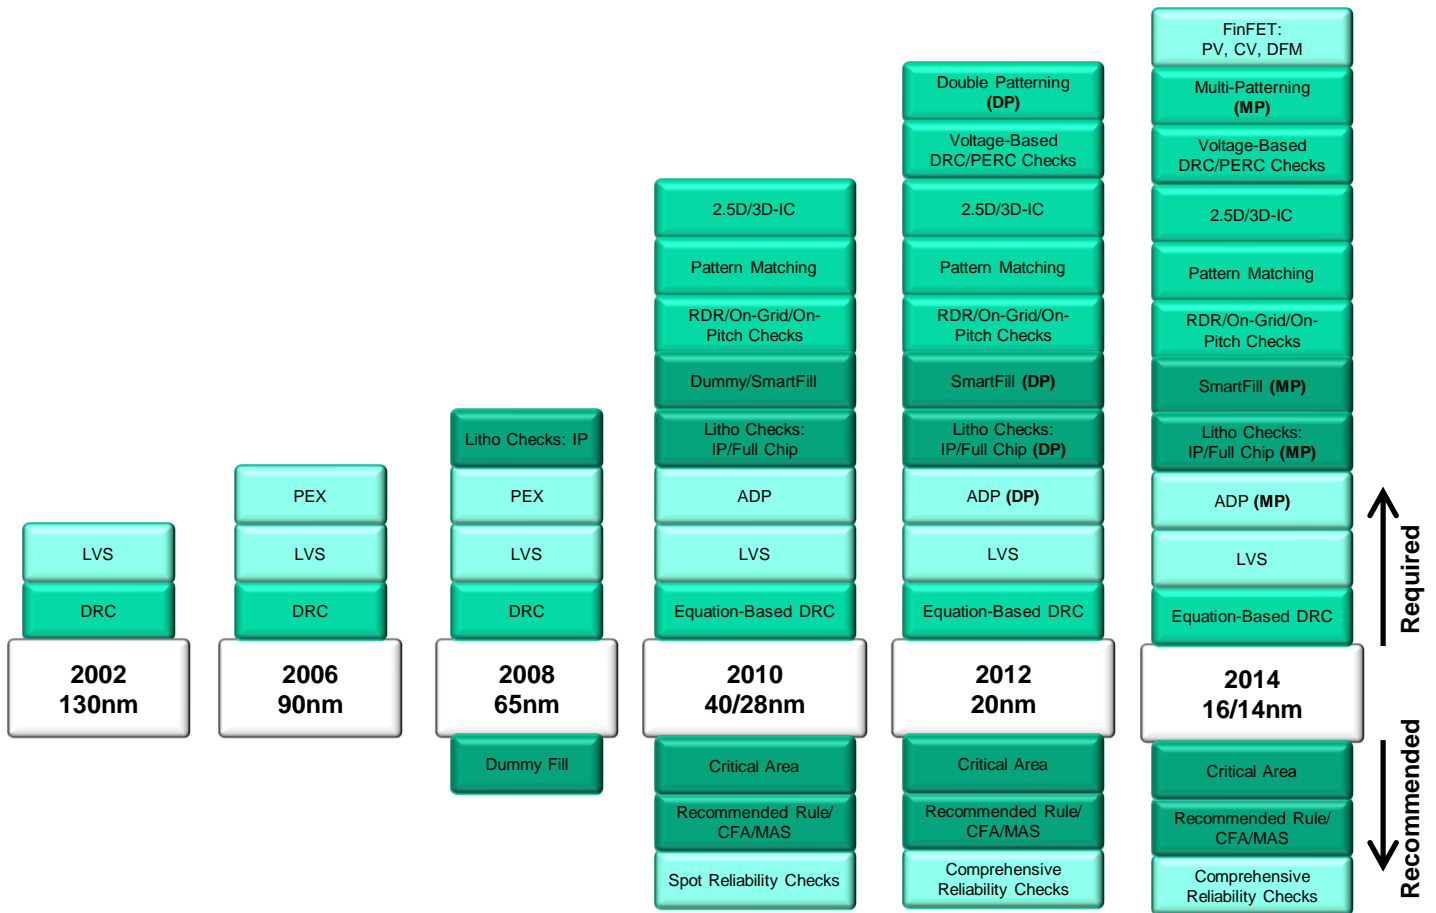 LVS
DRC
2002
130nm
PEX
LVS
DRC
2006
90nm
Litho Checks: IP
PEX
LVS
DRC
2008
65nm
Dummy Fill
2.5D/3D-IC
Pattern Matching
RDR/On-Grid/On-
Pitch Checks
Dummy/SmartFill
Litho Checks:
IP/Full Chip
ADP
LVS
Equation-Based DRC
2010
40/28nm
Critical Area
Recommended Rule/
CFA/MAS
Spot Reliability Checks
Double Patterning
(DP)
Voltage-Based
DRC/PERC Checks
2.5D/3D-IC
Pattern Matching
RDR/On-Grid/On-
Pitch Checks
SmartFill (DP)
Litho Checks:
IP/Full Chip (DP)
ADP (DP)
LVS
Equation-Based DRC
2012
20nm
Critical Area
Recommended Rule/
CFA/MAS
Comprehensive
Reliability Checks
FinFET:
PV, CV, DFM
Multi-Patterning
(MP)
Voltage-Based
DRC/PERC Checks
2.5D/3D-IC
Pattern Matching
RDR/On-Grid/On-
Pitch Checks
SmartFill (MP)
Litho Checks:
IP/Full Chip (MP)
ADP (MP)
LVS
Equation-Based DRC
2014
16/14nm
Critical Area
Recommended Rule/
CFA/MAS
Comprehensive
Reliability Checks
Required
Recommended